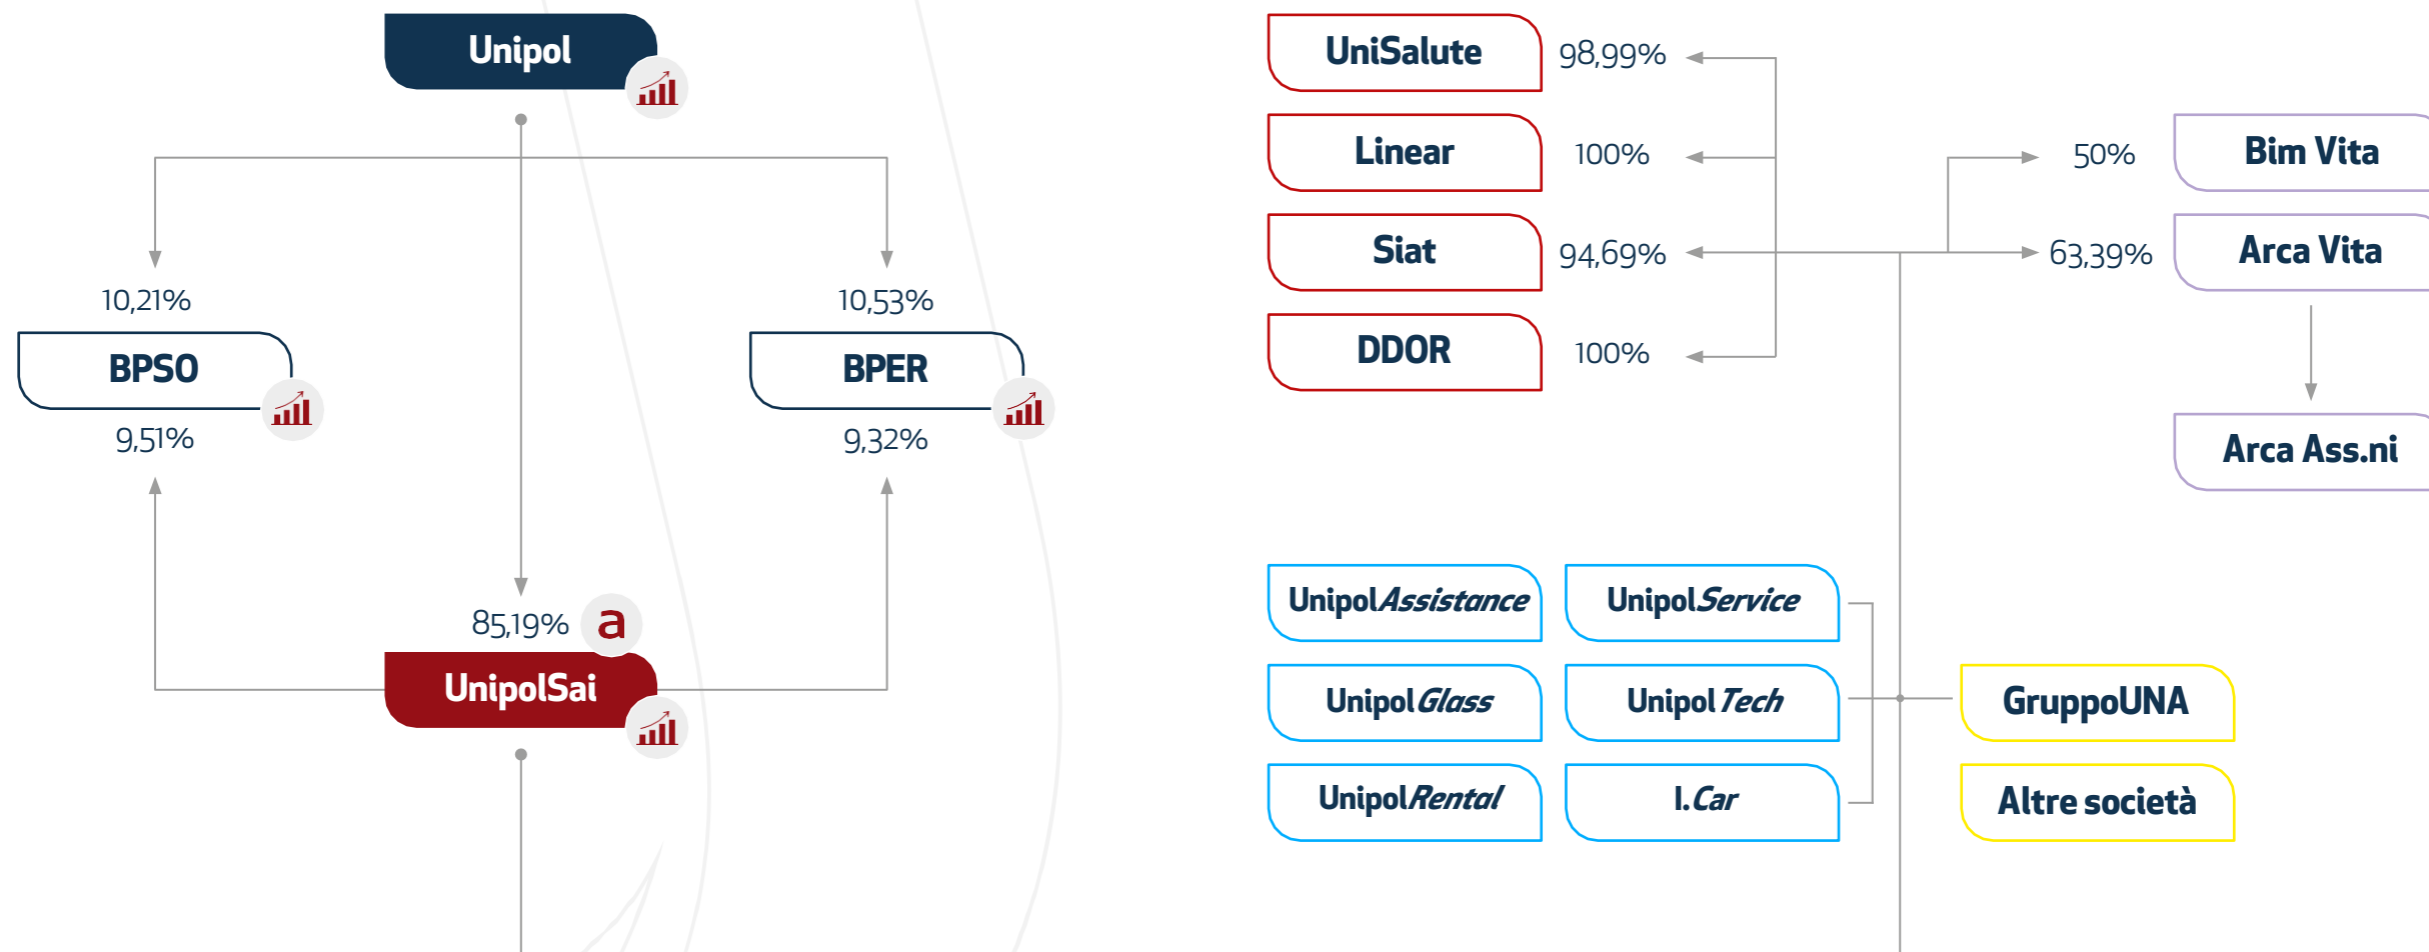 Unipol
10,21%
10,53%
BPSO
BPER
9,51%
9,32%
85,19% a
UnipolSai
UniSalute 98,99%
Linear 100%
Siat 94,69%
DDOR 100%
50% Bim Vita
63,39% Arca Vita
Arca Ass.ni
UnipolAssistance
UnipolService
UnipolGlass
UnipolTech
UnipolRental
I.Car
GruppoUNA
Altre società